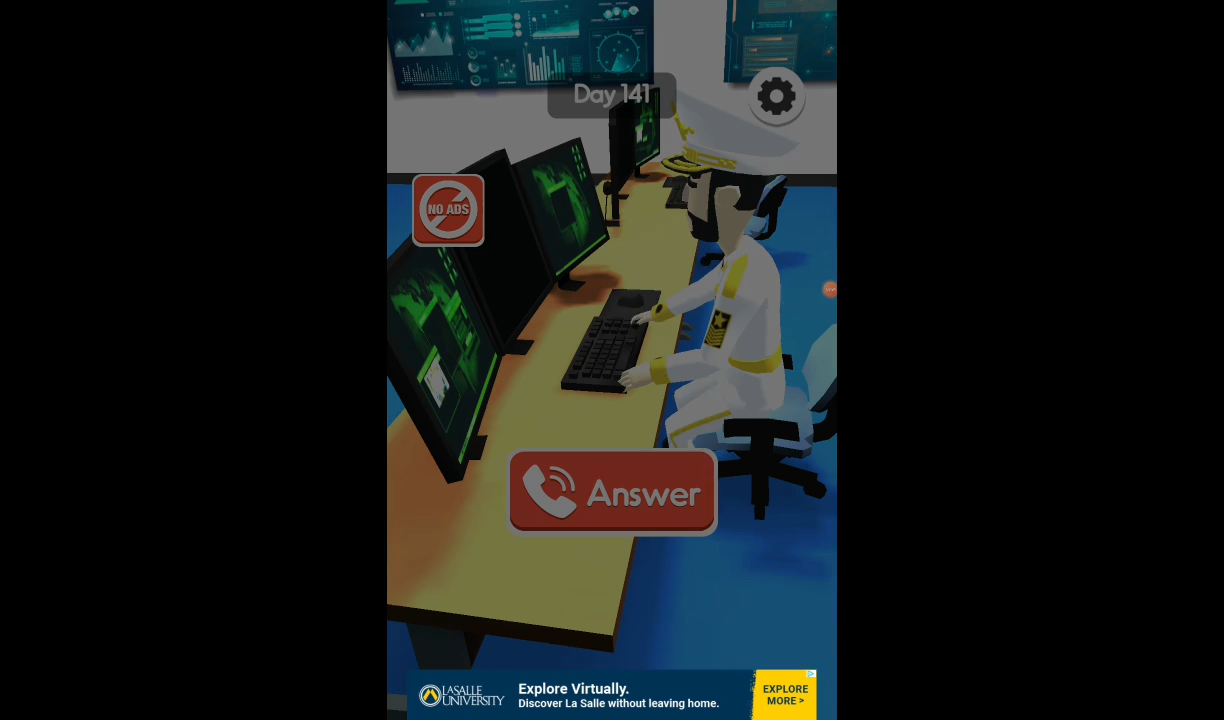 Day 141
NO ADS
Answer
LASALLE
UNIVERSITY
Explore Virtually.
Discover La Salle without leaving home.
EXPLORE
MORE >